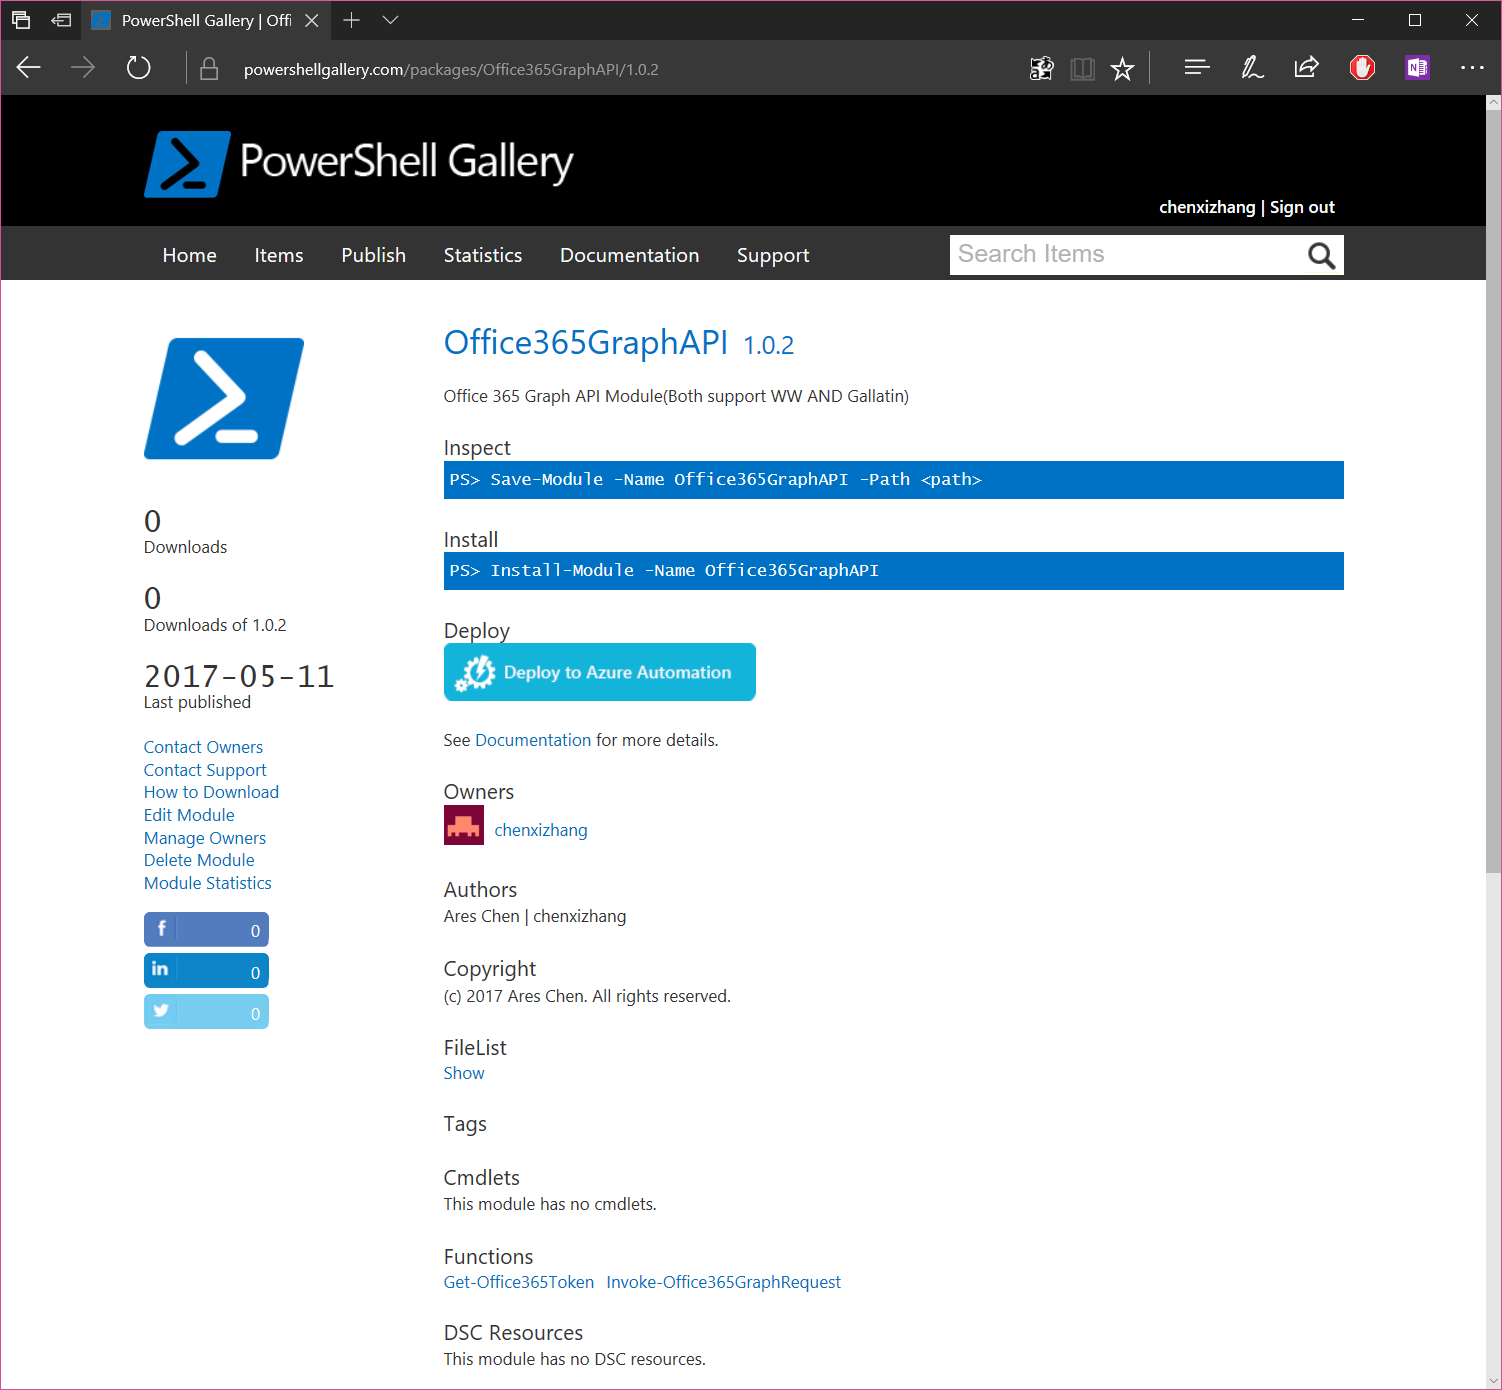 PowerShell Gallery | Offi
powershellgallery.com/packages/Office365GraphAPI/1.0.2
PowerShell Gallery
chenxizhang | Sign out
Home Items Publish Statistics Documentation Support Search Items
Office365GraphAPI 1.0.2
Office 365 Graph API Module(Both support WW AND Gallatin)
Inspect
PS> Save-Module -Name Office365GraphAPI -Path <path>
Install
PS> Install-Module -Name Office365GraphAPI
Deploy
Deploy to Azure Automation
See Documentation for more details.
Owners
chenxizhang
Authors
Ares Chen | chenxizhang
Copyright
(c) 2017 Ares Chen. All rights reserved.
FileList
Show
Tags
Cmdlets
This module has no cmdlets.
Functions
Get-Office365Token Invoke-Office365GraphRequest
DSC Resources
This module has no DSC resources.
0
Downloads
0
Downloads of 1.0.2
2017-05-11
Last published
Contact Owners
Contact Support
How to Download
Edit Module
Manage Owners
Delete Module
Module Statistics
f 0
in 0
0